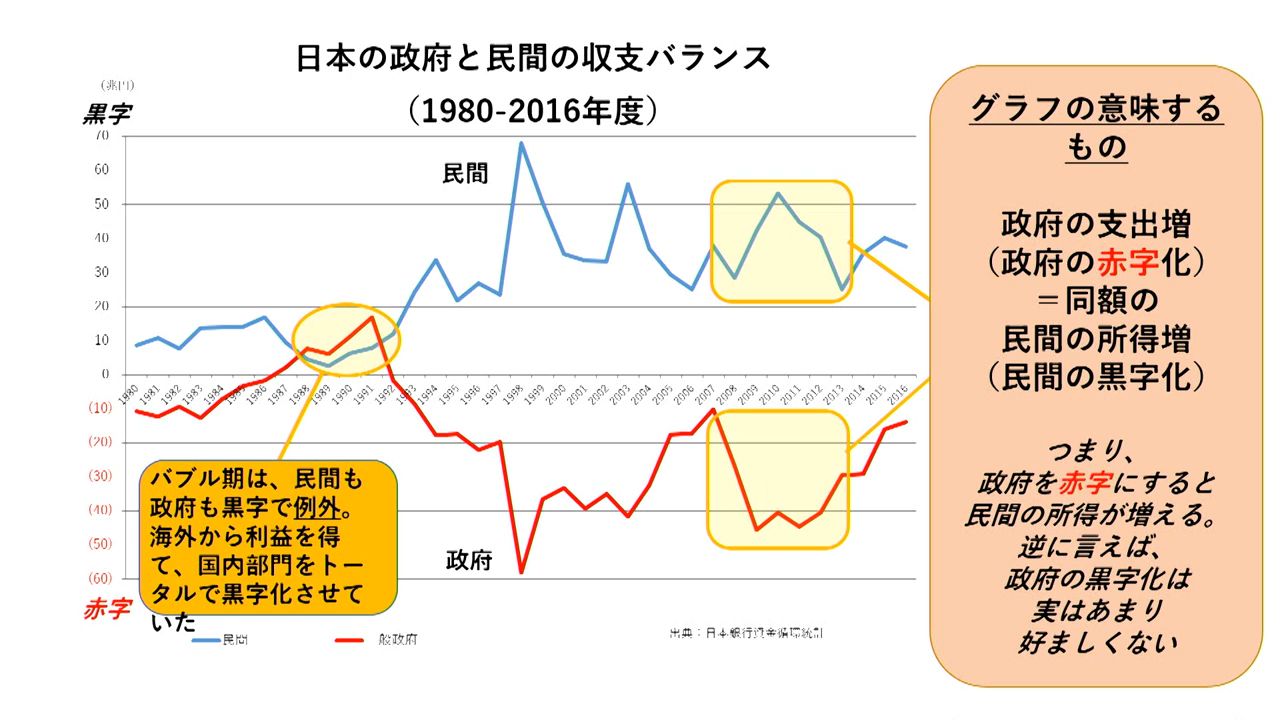 日本の政府と民間の収支バランス
（1980-2016年度）
（兆円）
黒字
70
60
50
40
30
20
10
0
(10)
(20)
(30)
(40)
(50)
(60)
赤字
民間
政府
1980
1981
1982
1983
1984
1985
1986
1987
1988
1989
1990
1991
1992
1993
1994
1995
1996
1997
1998
1999
2000
2001
2002
2003
2004
2005
2006
2007
2008
2009
2010
2011
2012
2013
2014
2015
2016
バブル期は、民間も
政府も黒字で例外。
海外から利益を得
て、国内部門をトー
タルで黒字化させて
いた
民間
一般政府
出典：日本銀行資金循環統計
グラフの意味する
もの
政府の支出増
（政府の赤字化）
＝同額の
民間の所得増
（民間の黒字化）
つまり、
政府を赤字にすると
民間の所得が増える。
逆に言えば、
政府の黒字化は
実はあまり
好ましくない